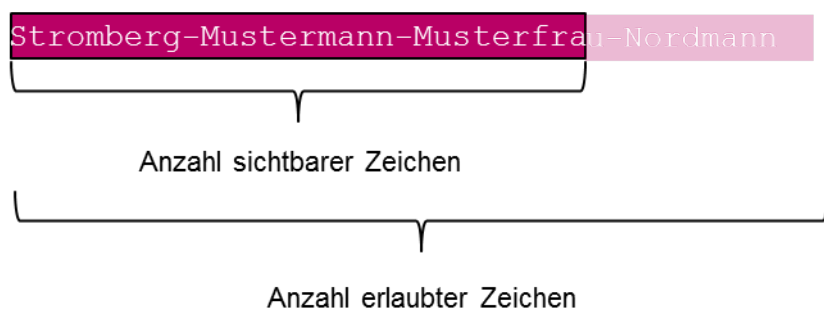 Stromberg-Mustermann-Musterfrau-Nordmann
Anzahl sichtbarer Zeichen
Anzahl erlaubter Zeichen